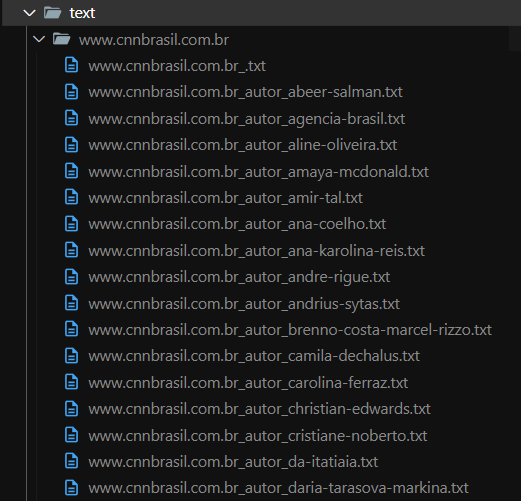 text
www.cnnbrasil.com.br
www.cnnbrasil.com.br_.txt
www.cnnbrasil.com.br_autor_abeer-salman.txt
www.cnnbrasil.com.br_autor_agencia-brasil.txt
www.cnnbrasil.com.br_autor_aline-oliveira.txt
www.cnnbrasil.com.br_autor_amaya-mcdonald.txt
www.cnnbrasil.com.br_autor_amir-tal.txt
www.cnnbrasil.com.br_autor_ana-coelho.txt
www.cnnbrasil.com.br_autor_ana-karolina-reis.txt
www.cnnbrasil.com.br_autor_andre-rigue.txt
www.cnnbrasil.com.br_autor_andrius-sytas.txt
www.cnnbrasil.com.br_autor_brenno-costa-marcel-rizzo.txt
www.cnnbrasil.com.br_autor_camila-dechalus.txt
www.cnnbrasil.com.br_autor_carolina-ferraz.txt
www.cnnbrasil.com.br_autor_christian-edwards.txt
www.cnnbrasil.com.br_autor_cristiane-noberto.txt
www.cnnbrasil.com.br_autor_da-itatiaia.txt
www.cnnbrasil.com.br_autor_daria-tarasova-markina.txt